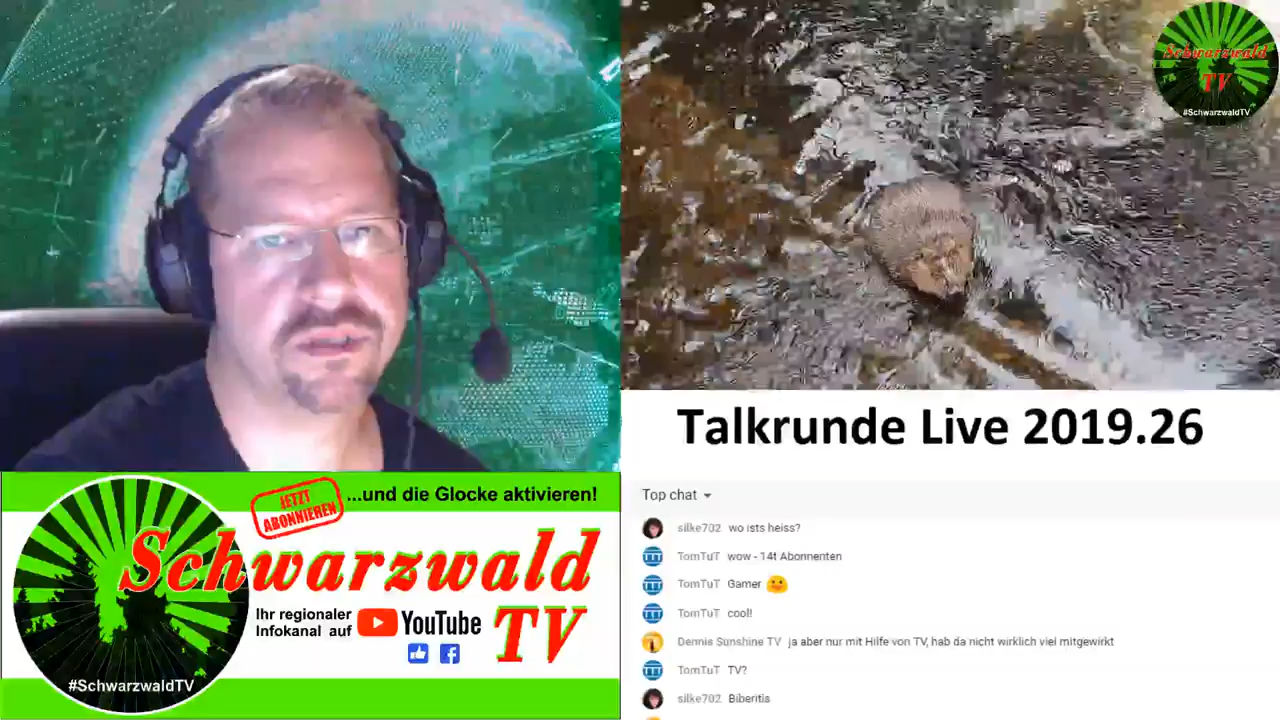 Schwarzwald
TV
#SchwarzwaldTV
Talkrunde Live 2019.26
JETZT
ABONNIEREN
...und die Glocke aktivieren!
Schwarzwald
TV
Ihr regionaler
Infokanal auf
YouTube
#SchwarzwaldTV
Top chat
silke702 wo ists heiss?
TomTuT wow - 14t Abonnenten
TomTuT Gamer
TomTuT cool!
Dennis Sunshine TV ja aber nur mit Hilfe von TV, hab da nicht wirklich viel mitgewirkt
TomTuT TV?
silke702 Biberitis